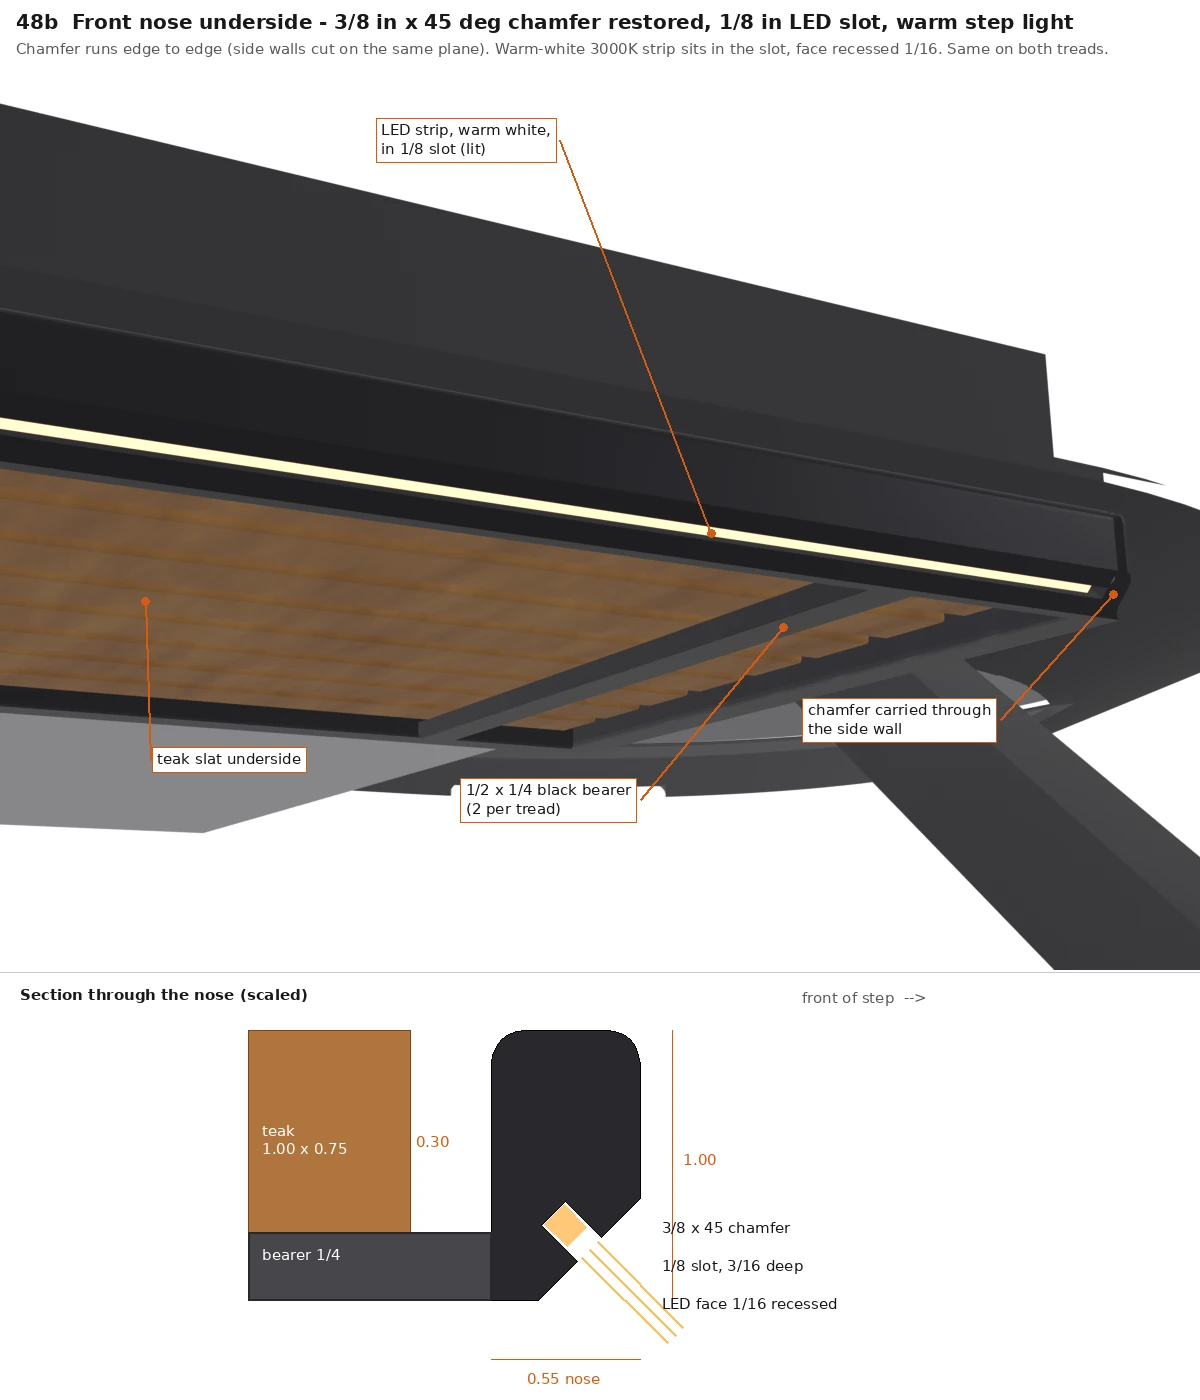 48b  Front nose underside - 3/8 in x 45 deg chamfer restored, 1/8 in LED slot, warm step light
Chamfer runs edge to edge (side walls cut on the same plane). Warm-white 3000K strip sits in the slot, face recessed 1/16. Same on both treads.
LED strip, warm white,
in 1/8 slot (lit)
chamfer carried through
the side wall
teak slat underside
1/2 x 1/4 black bearer
(2 per tread)
Section through the nose (scaled)
front of step -->
teak
1.00 x 0.75
0.30
1.00
3/8 x 45 chamfer
bearer 1/4
1/8 slot, 3/16 deep
LED face 1/16 recessed
0.55 nose